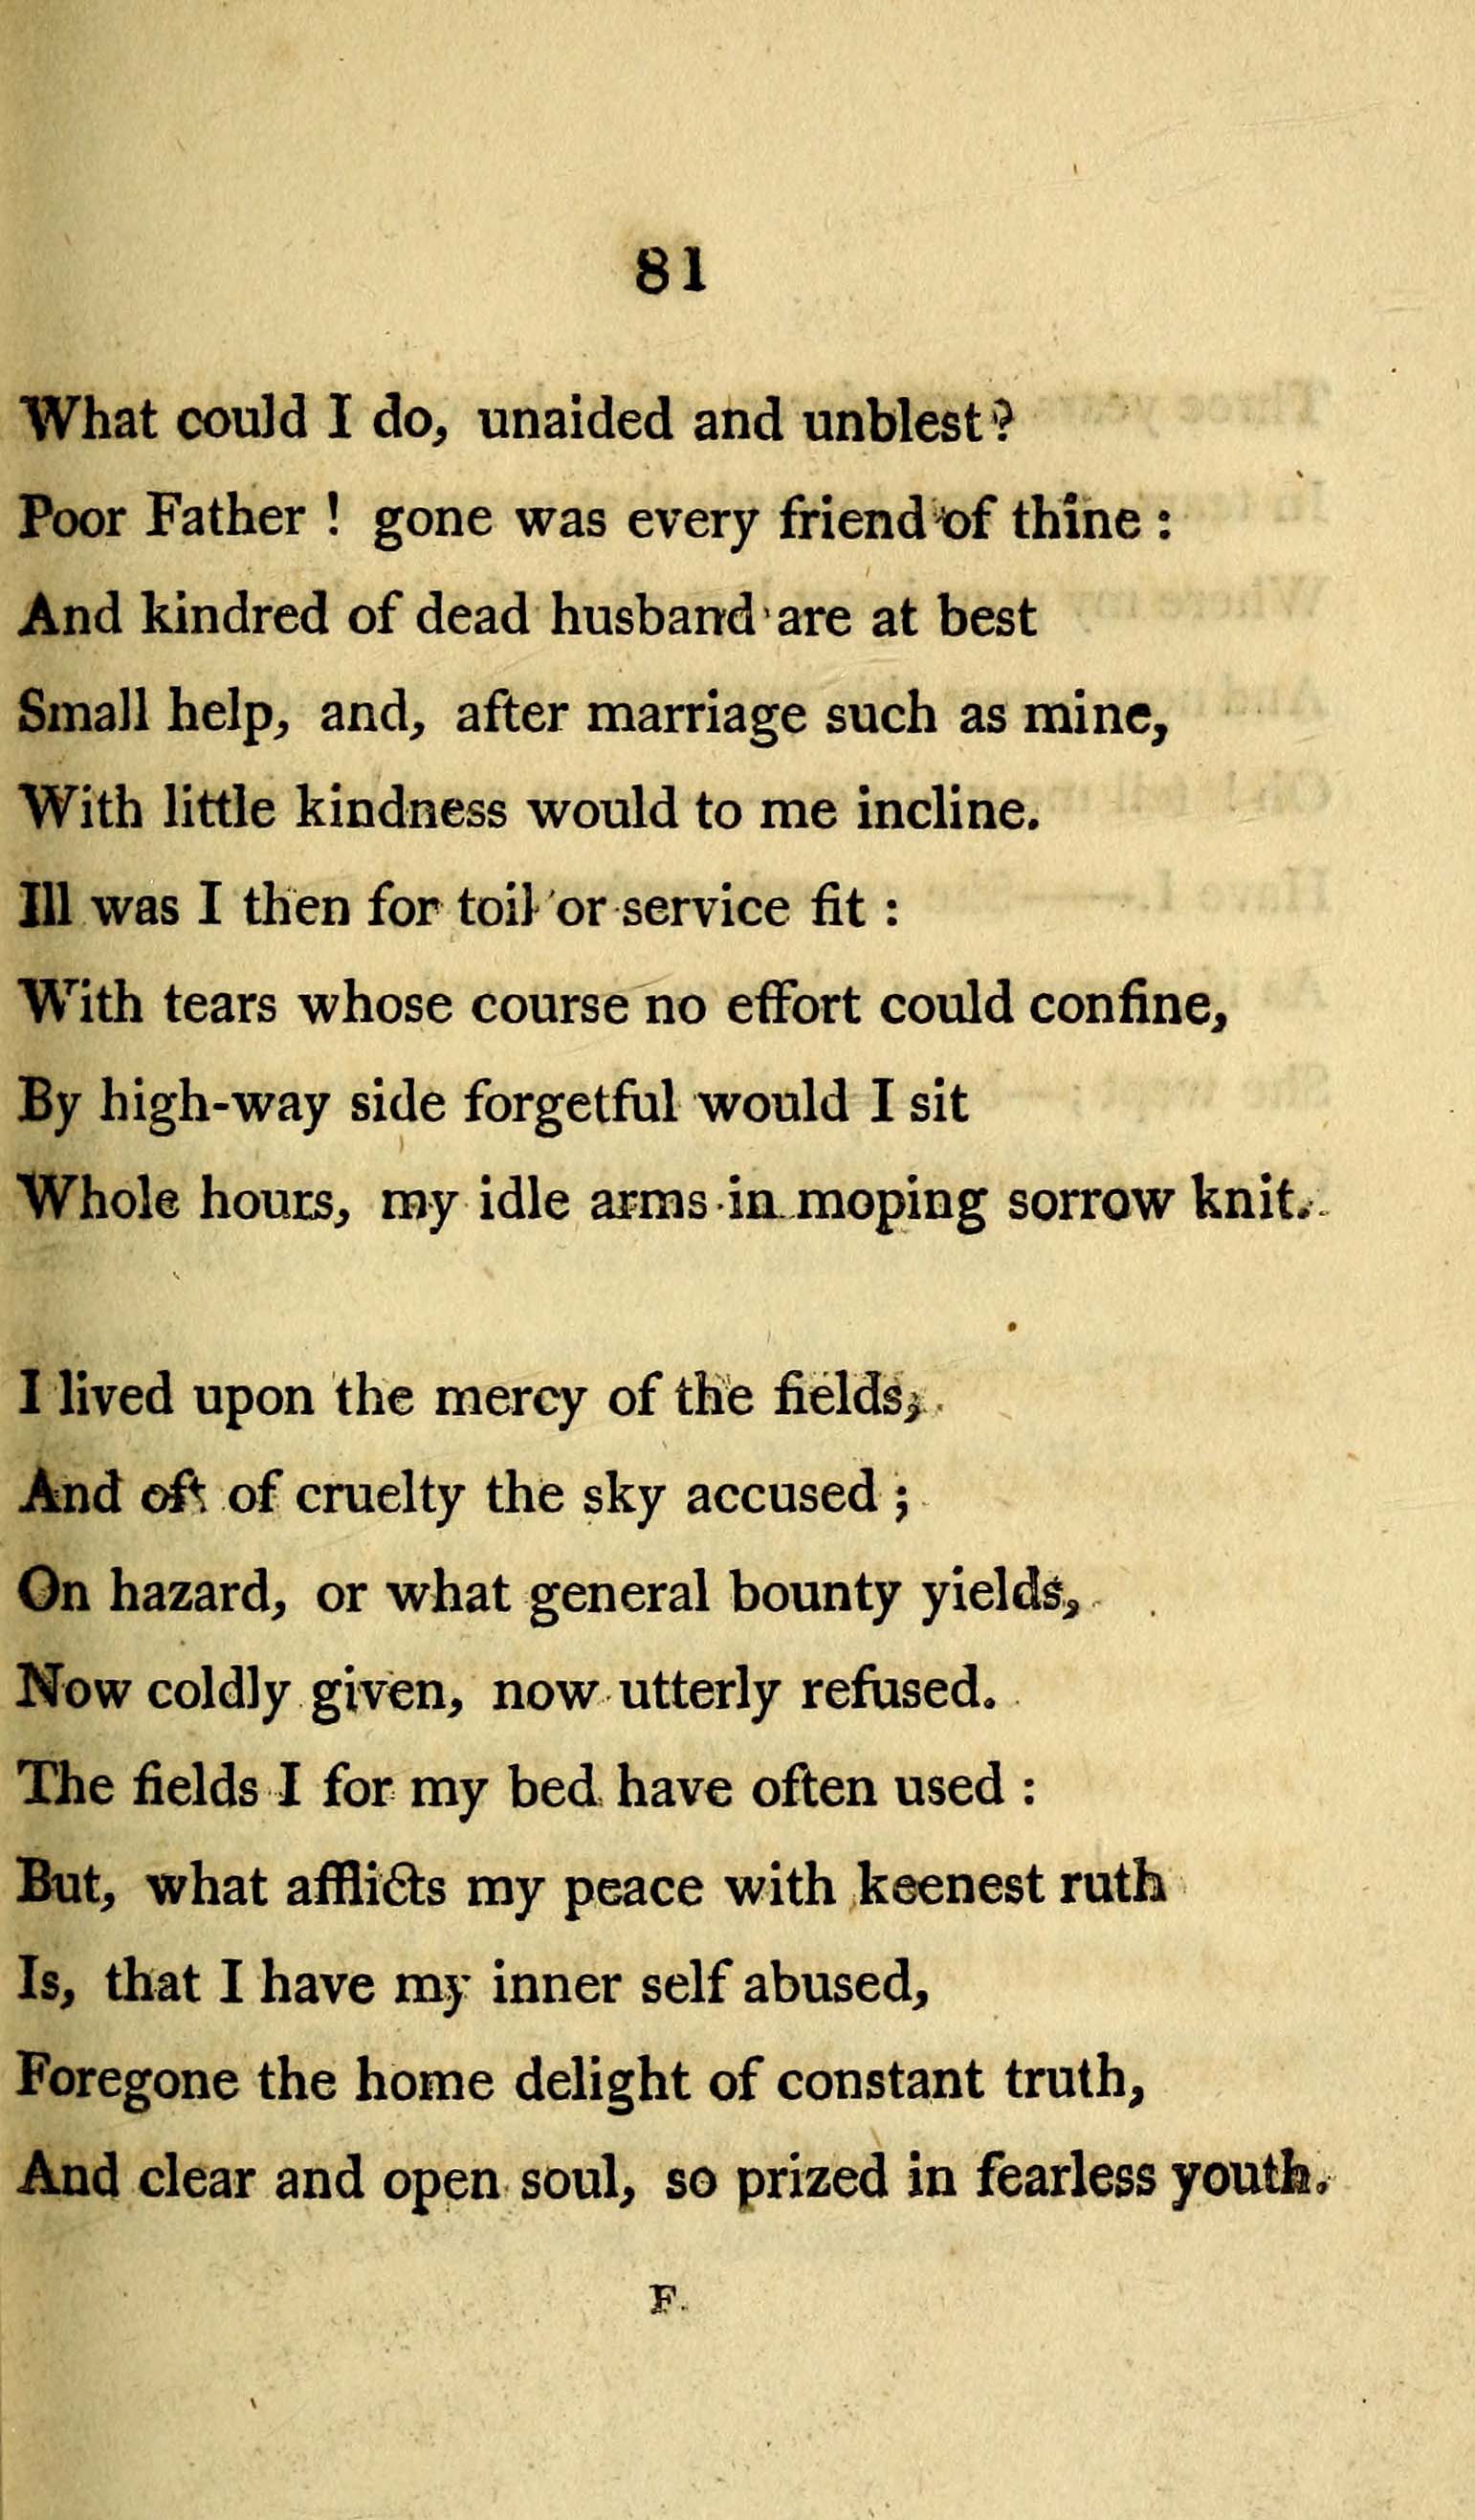 81
What could I do, unaided and unblest?
Poor Father ! gone was every friend of thine :
And kindred of dead husband are at best
Small help, and, after marriage such as mine,
With little kindness would to me incline.
Ill was I then for toil or service fit :
With tears whose course no effort could confine,
By high-way side forgetful would I sit
Whole hours, my idle arms in moping sorrow knit.
I lived upon the mercy of the fields,
And oft of cruelty the sky accused ;
On hazard, or what general bounty yields,
Now coldly given, now utterly refused.
The fields I for my bed have often used :
But, what afflicts my peace with keenest ruth
Is, that I have my inner self abused,
Foregone the home delight of constant truth,
And clear and open soul, so prized in fearless youth.
F